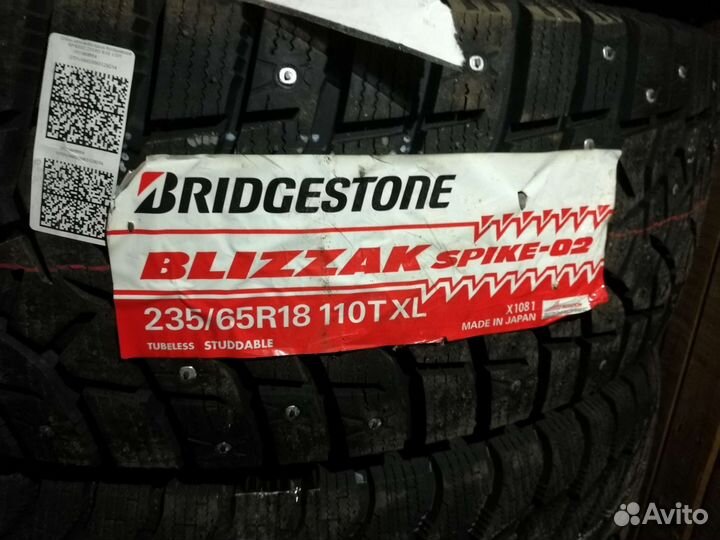 BRIDGESTONE
BLIZZAK SPIKE-02
235/65R18 110T XL
X1081
MADE IN JAPAN
TUBELESS STUDDABLE
Avito